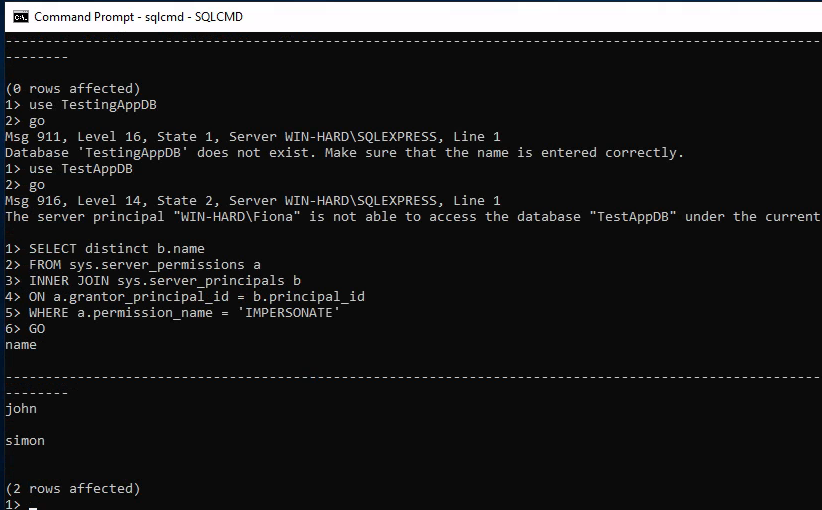 Command Prompt - sqlcmd - SQLCMD
------------------------------------------------------------------------------------------------------
--------
(0 rows affected)
1> use TestingAppDB
2> go
Msg 911, Level 16, State 1, Server WIN-HARD\SQLEXPRESS, Line 1
Database 'TestingAppDB' does not exist. Make sure that the name is entered correctly.
1> use TestAppDB
2> go
Msg 916, Level 14, State 2, Server WIN-HARD\SQLEXPRESS, Line 1
The server principal "WIN-HARD\Fiona" is not able to access the database "TestAppDB" under the current
1> SELECT distinct b.name
2> FROM sys.server_permissions a
3> INNER JOIN sys.server_principals b
4> ON a.grantor_principal_id = b.principal_id
5> WHERE a.permission_name = 'IMPERSONATE'
6> GO
name
------------------------------------------------------------------------------------------------------
--------
john
simon
(2 rows affected)
1> _